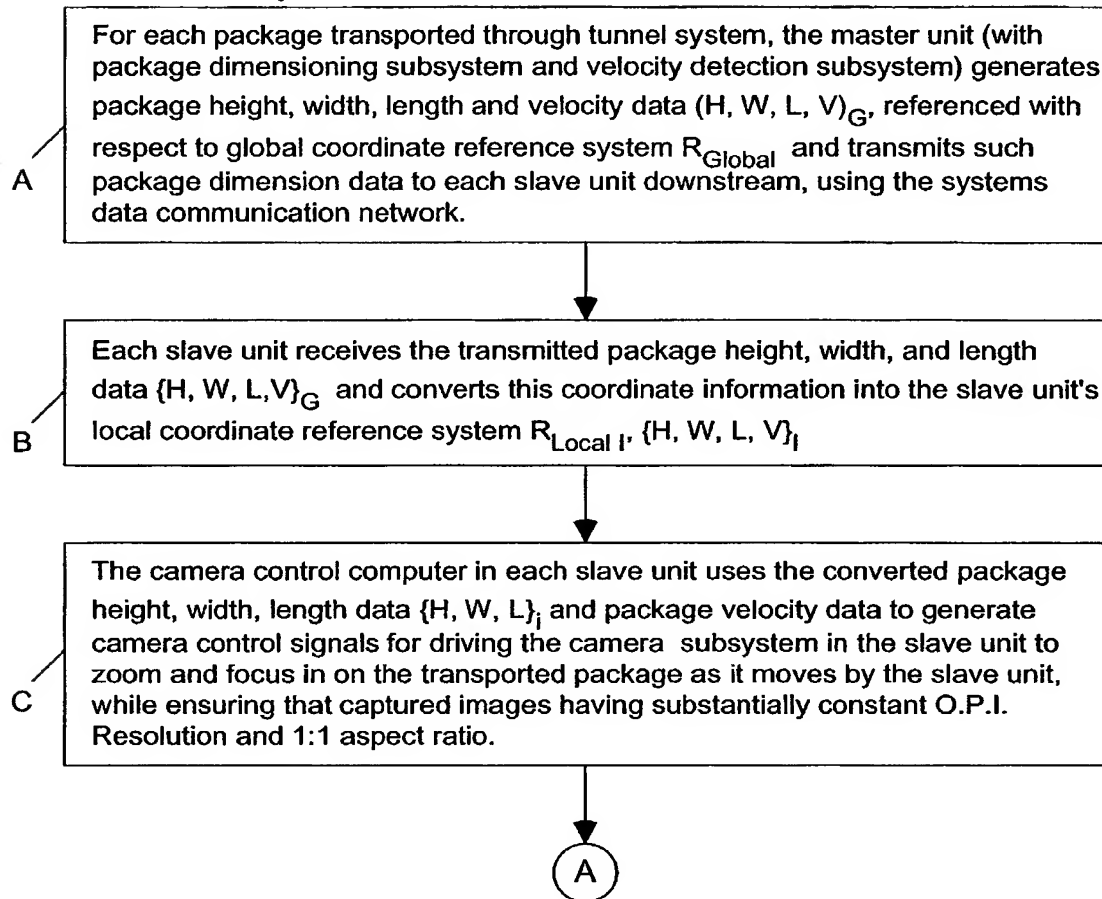 For each package transported through tunnel system, the master unit (with
package dimensioning subsystem and velocity detection subsystem) generates
package height, width, length and velocity data (H, W, L, V)G, referenced with
respect to global coordinate reference system RGlobal and transmits such
package dimension data to each slave unit downstream, using the systems
data communication network.
A
Each slave unit receives the transmitted package height, width, and length
data {H, W, L,V}G and converts this coordinate information into the slave unit's
local coordinate reference system RLocal I, {H, W, L, V}I
B
The camera control computer in each slave unit uses the converted package
height, width, length data {H, W, L}i and package velocity data to generate
camera control signals for driving the camera subsystem in the slave unit to
zoom and focus in on the transported package as it moves by the slave unit,
while ensuring that captured images having substantially constant O.P.I.
Resolution and 1:1 aspect ratio.
C
A